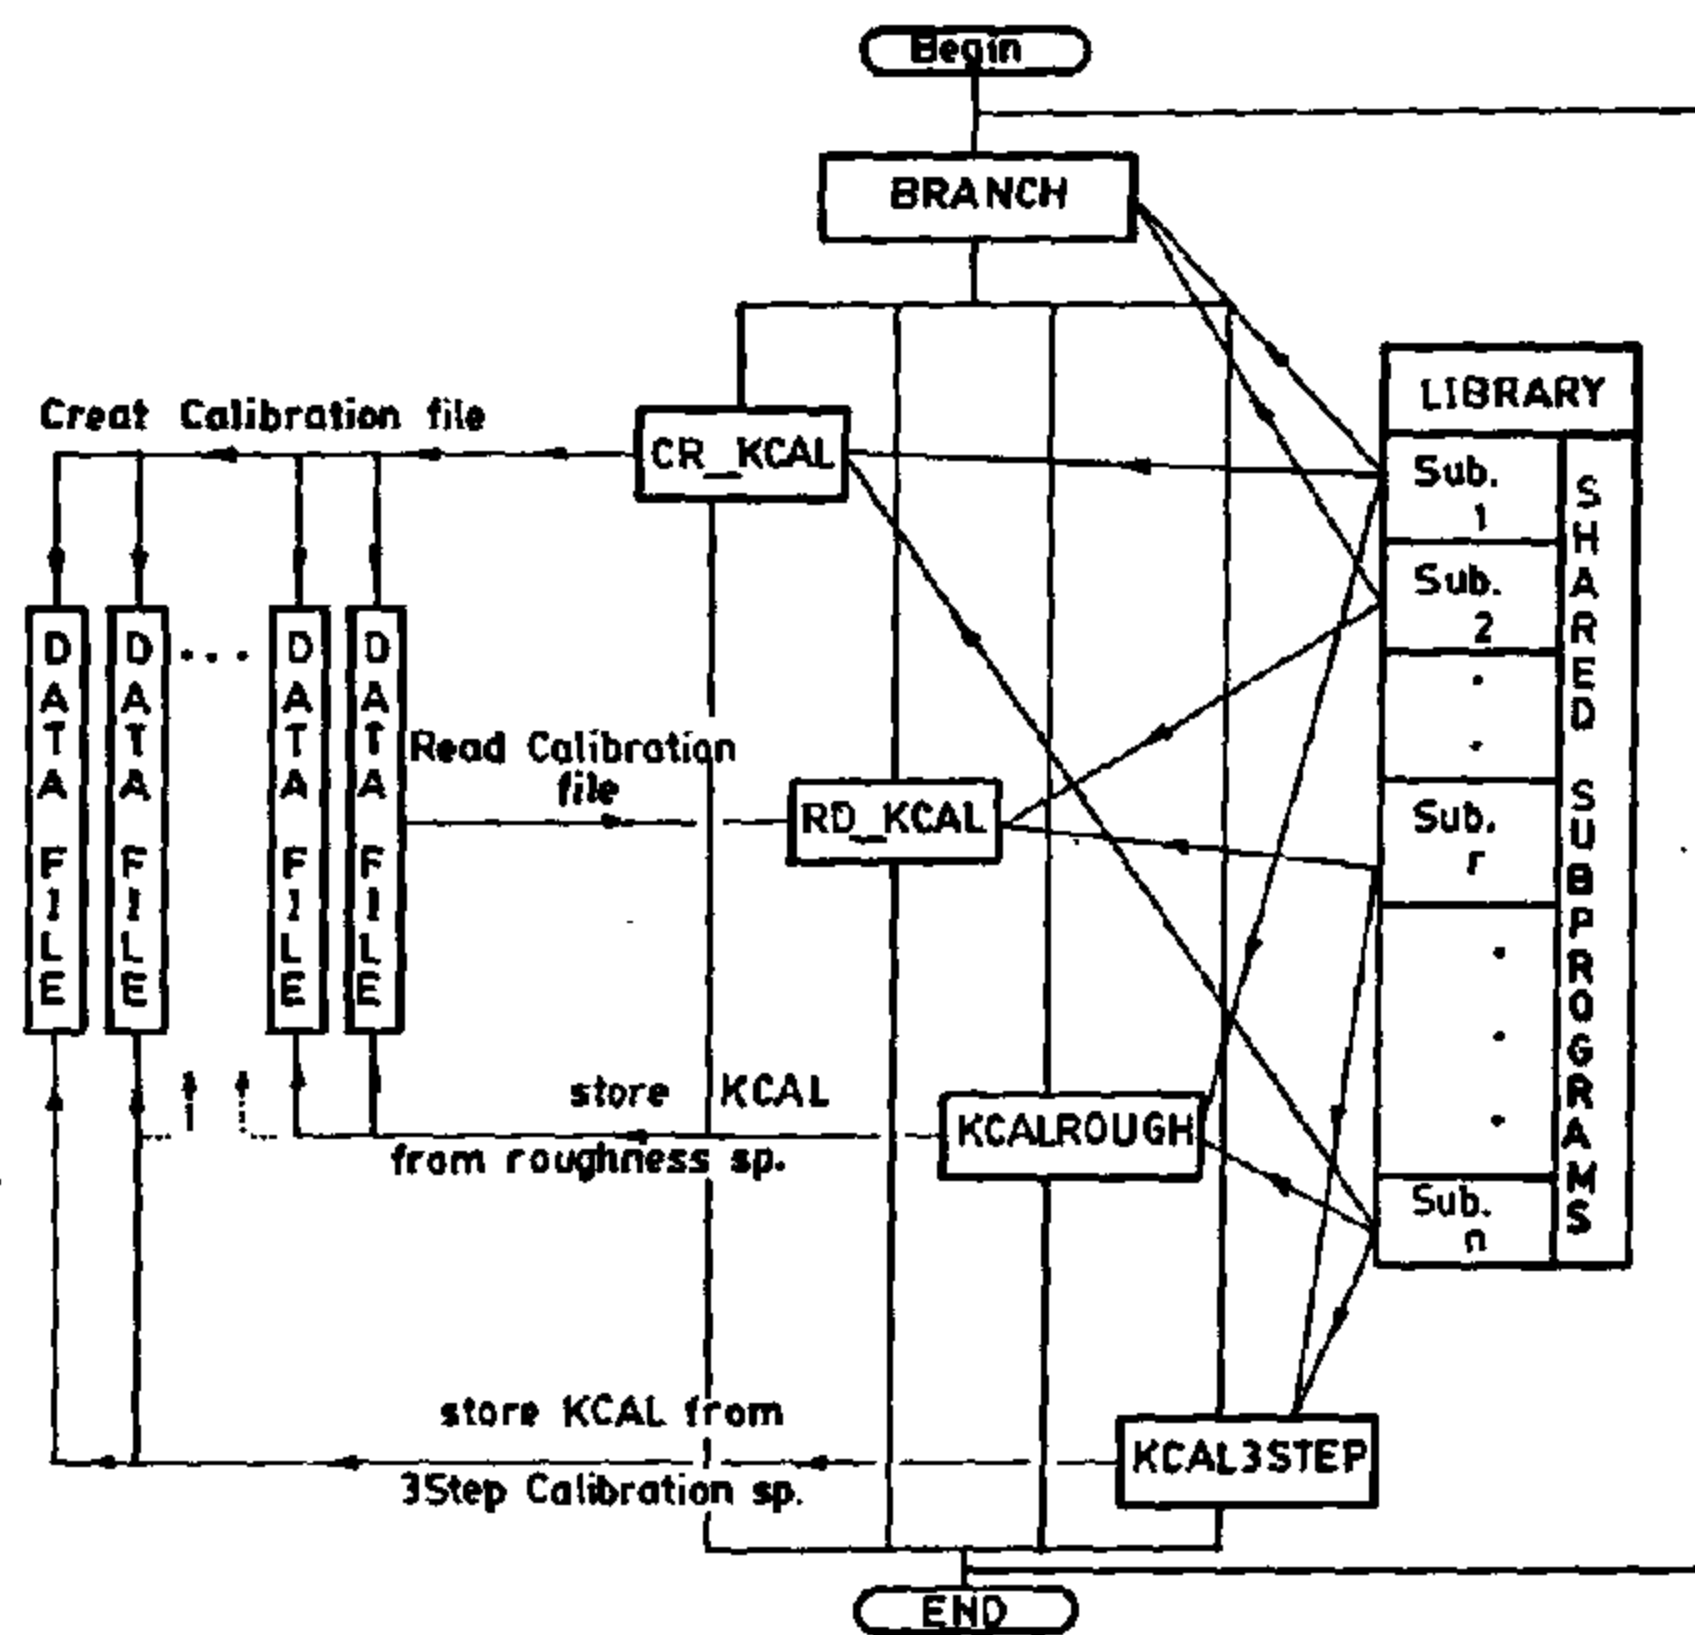 Begin
BRANCH
LIBRARY
Creat Calibration file
CR_KCAL
Sub.
1
Sub.
2
.
.
Sub.
r
.
.
.
Sub.
n
SHARED SUBPROGRAMS
DATA FILE
DATA FILE
...
DATA FILE
DATA FILE
Read Calibration
file
RD_KCAL
store KCAL
from roughness sp.
KCALROUGH
store KCAL from
3Step Calibration sp.
KCAL3STEP
END